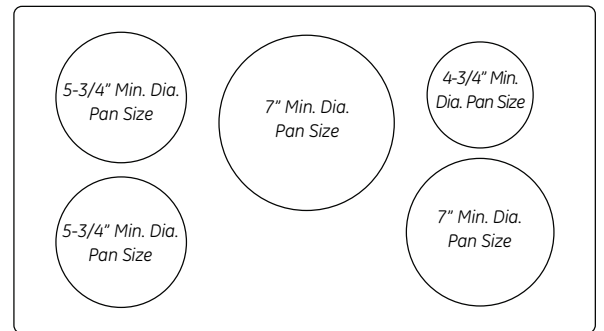 5-3/4” Min. Dia.
Pan Size
7” Min. Dia.
Pan Size
4-3/4” Min.
Dia. Pan Size
5-3/4” Min. Dia.
Pan Size
7” Min. Dia.
Pan Size